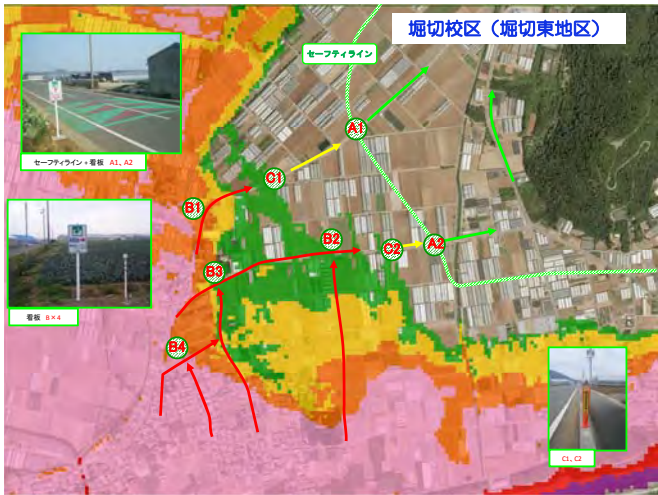 堀切校区（堀切東地区）
セーフティライン
セーフティライン＋看板 A1、A2
A1
C1
B1
B2
C2
A2
B3
看板 B×4
B4
C1、C2